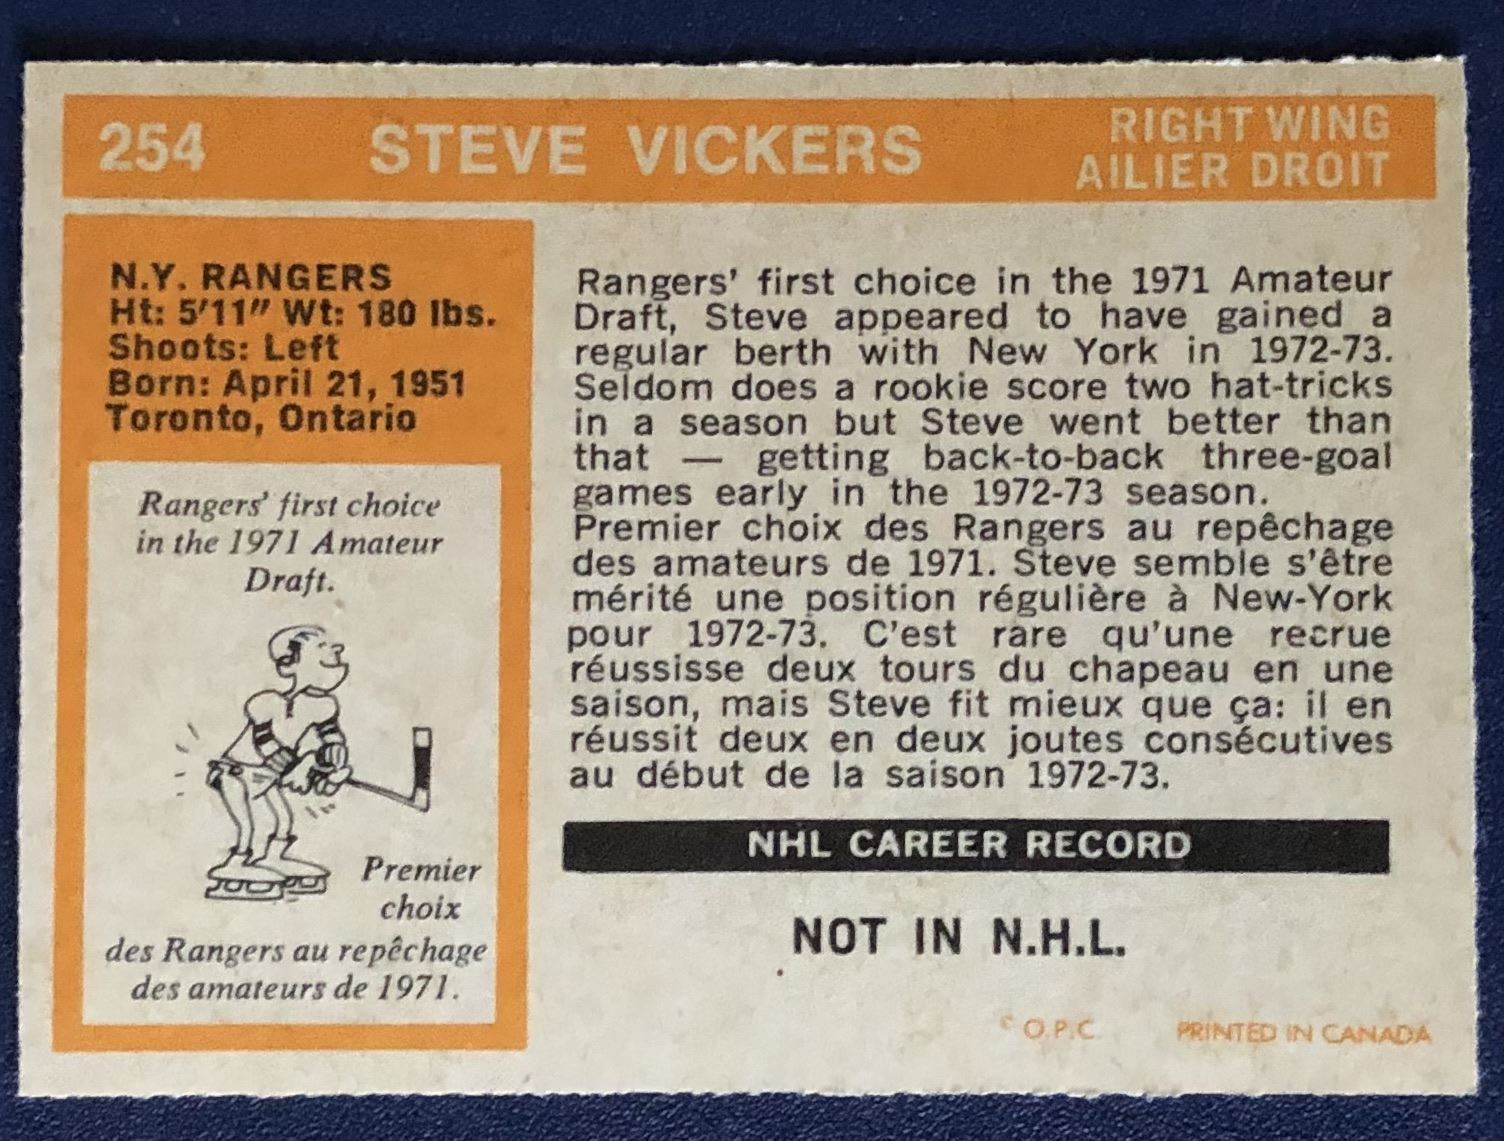 254 STEVE VICKERS RIGHT WING
AILIER DROIT
N.Y. RANGERS
Ht: 5'11" Wt: 180 lbs.
Shoots: Left
Born: April 21, 1951
Toronto, Ontario
Rangers' first choice
in the 1971 Amateur
Draft.
Premier
choix
des Rangers au repêchage
des amateurs de 1971.
Rangers' first choice in the 1971 Amateur
Draft, Steve appeared to have gained a
regular berth with New York in 1972-73.
Seldom does a rookie score two hat-tricks
in a season but Steve went better than
that — getting back-to-back three-goal
games early in the 1972-73 season.
Premier choix des Rangers au repêchage
des amateurs de 1971. Steve semble s'être
mérité une position régulière à New-York
pour 1972-73. C'est rare qu'une recrue
réussisse deux tours du chapeau en une
saison, mais Steve fit mieux que ça: il en
réussit deux en deux joutes consécutives
au début de la saison 1972-73.
NHL CAREER RECORD
NOT IN N.H.L.
© O.P.C. PRINTED IN CANADA